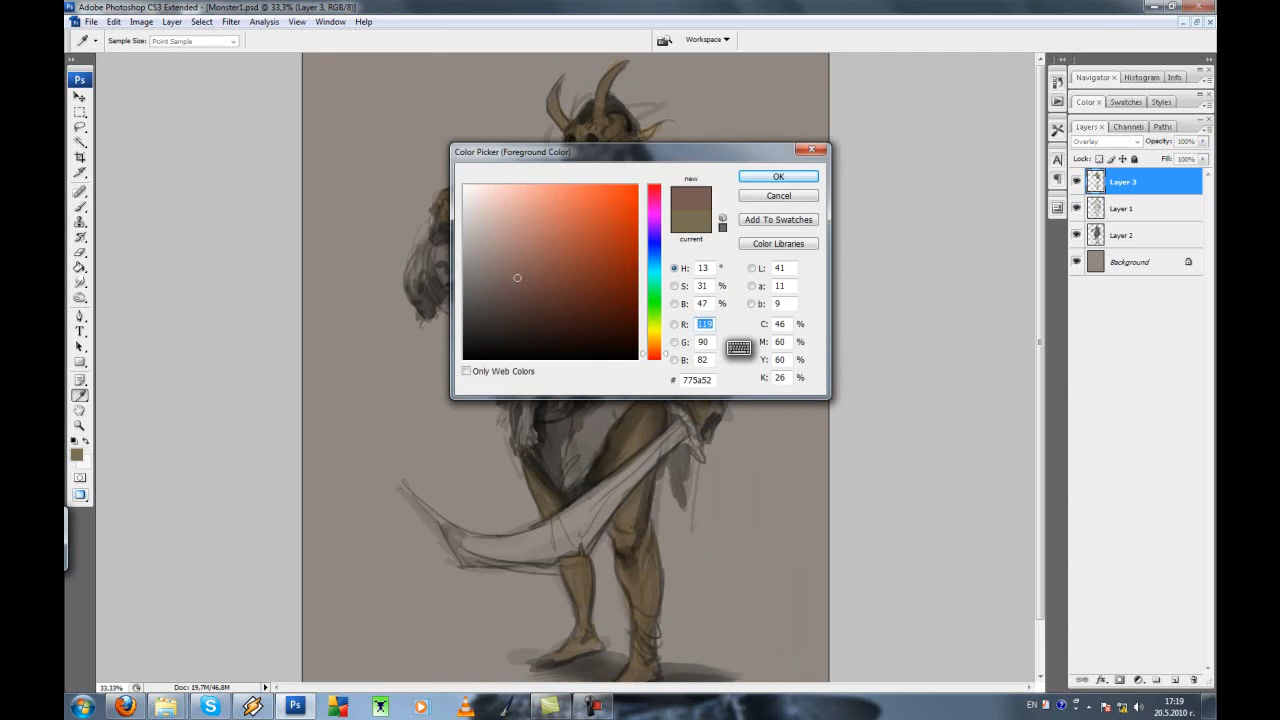 Adobe Photoshop CS3 Extended - [Monster1.psd @ 33,3% (Layer 3, RGB/8)]
File Edit Image Layer Select Filter Analysis View Window Help
Sample Size: Point Sample
Workspace
Ps
Navigator Histogram Info
Color Swatches Styles
Layers Channels Paths
Overlay Opacity: 100%
Lock: Fill: 100%
Layer 3
Layer 1
Layer 2
Background
Color Picker (Foreground Color)
new
current
OK
Cancel
Add To Swatches
Color Libraries
H: 13 ° L: 41
S: 31 % a: 11
B: 47 % b: 9
R: 119 C: 46 %
G: 90 M: 60 %
B: 82 Y: 60 %
# 775a52 K: 26 %
Only Web Colors
T
A
33,33% Doc: 19,7M/46,8M
Ps
EN
17:19
20.5.2010 г.